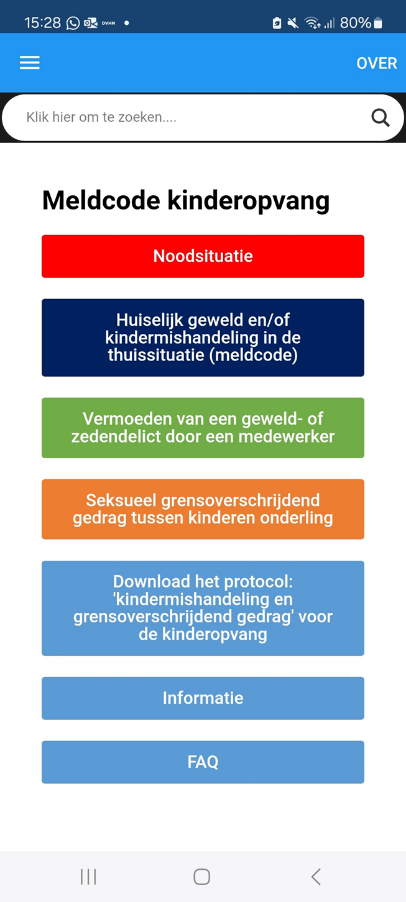 15:28 DVHN 80%
OVER
Klik hier om te zoeken....
Meldcode kinderopvang
Noodsituatie
Huiselijk geweld en/of
kindermishandeling in de
thuissituatie (meldcode)
Vermoeden van een geweld- of
zedendelict door een medewerker
Seksueel grensoverschrijdend
gedrag tussen kinderen onderling
Download het protocol:
'kindermishandeling en
grensoverschrijdend gedrag' voor
de kinderopvang
Informatie
FAQ